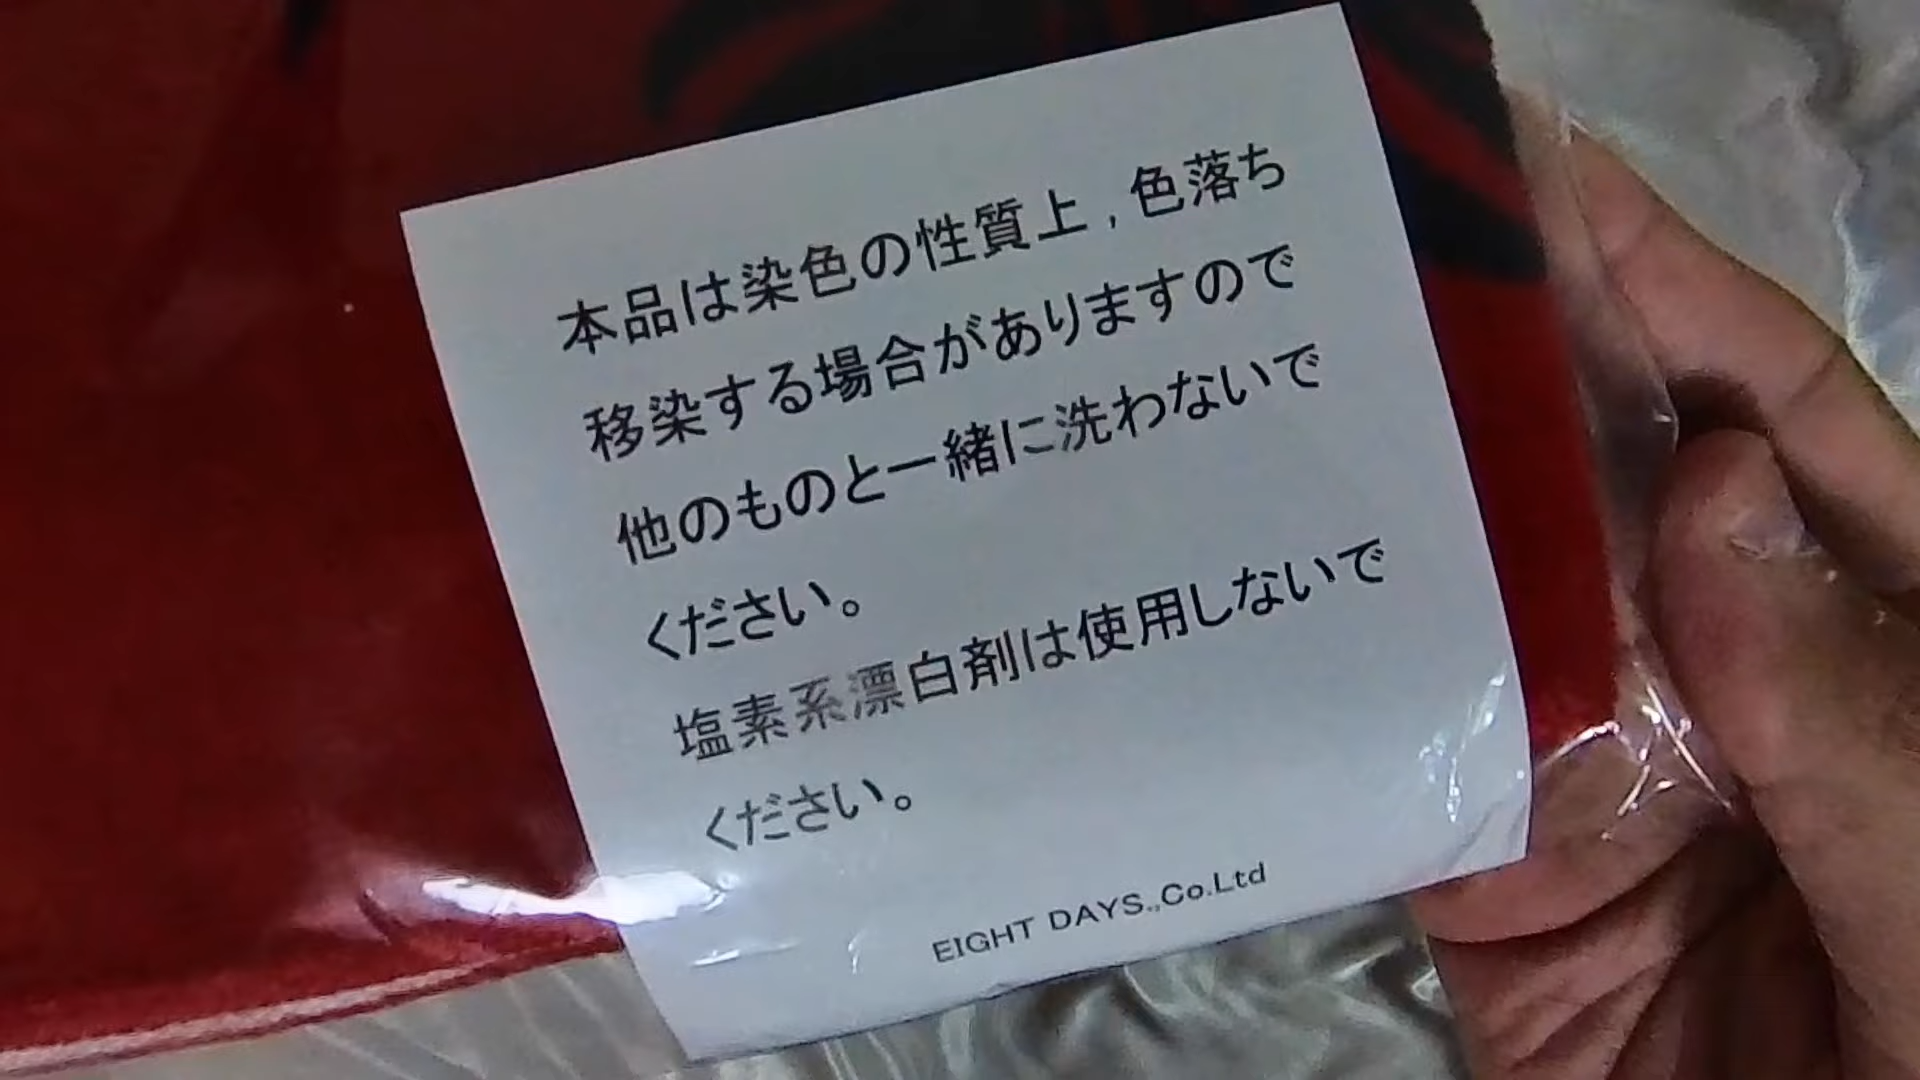 本品は染色の性質上,色落ち
移染する場合がありますので
他のものと一緒に洗わないで
ください。
塩素系漂白剤は使用しないで
ください。
EIGHT DAYS.,Co.Ltd